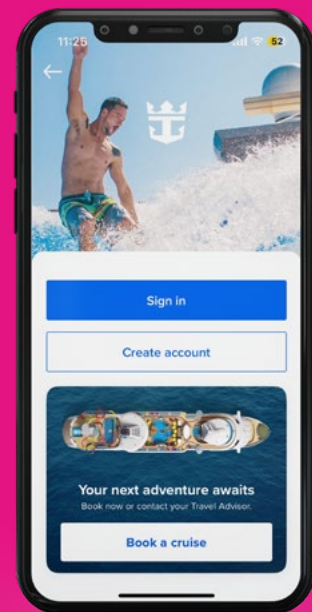 11:25
52
Sign in
Create account
Your next adventure awaits
Book now or contact your Travel Advisor.
Book a cruise